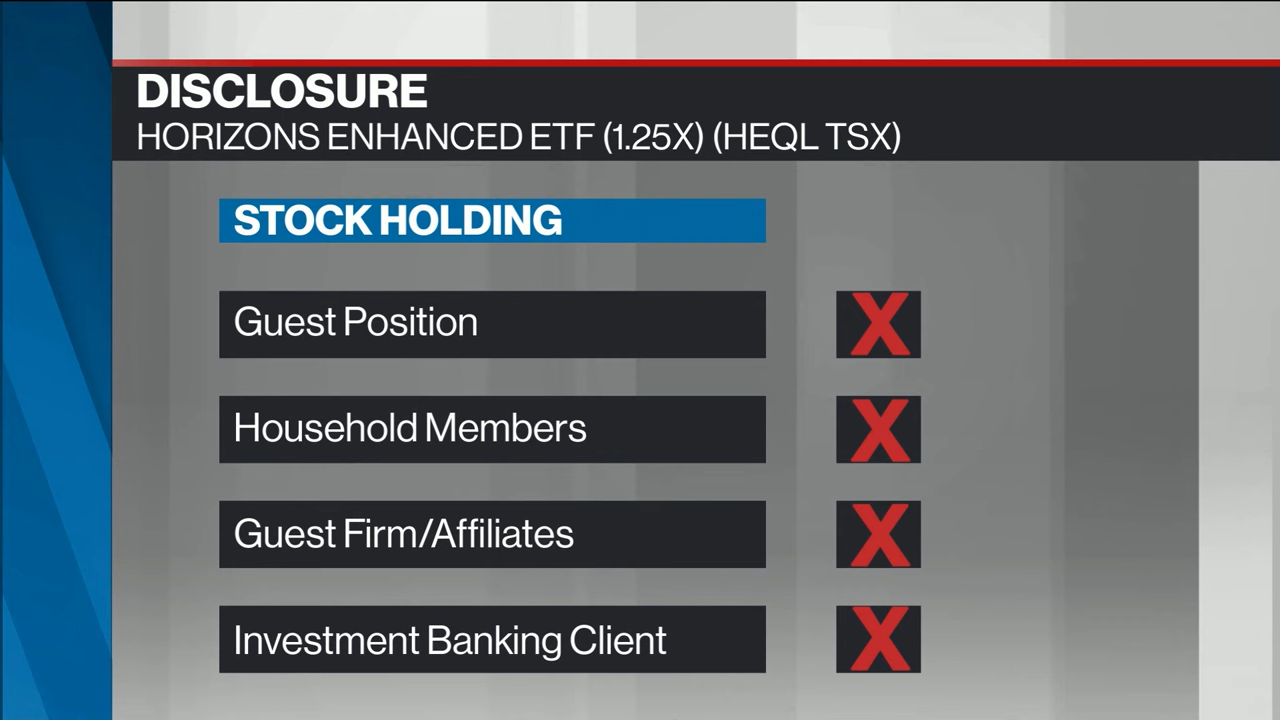 DISCLOSURE
HORIZONS ENHANCED ETF (1.25X) (HEQL TSX)
STOCK HOLDING
Guest Position X
Household Members X
Guest Firm/Affiliates X
Investment Banking Client X